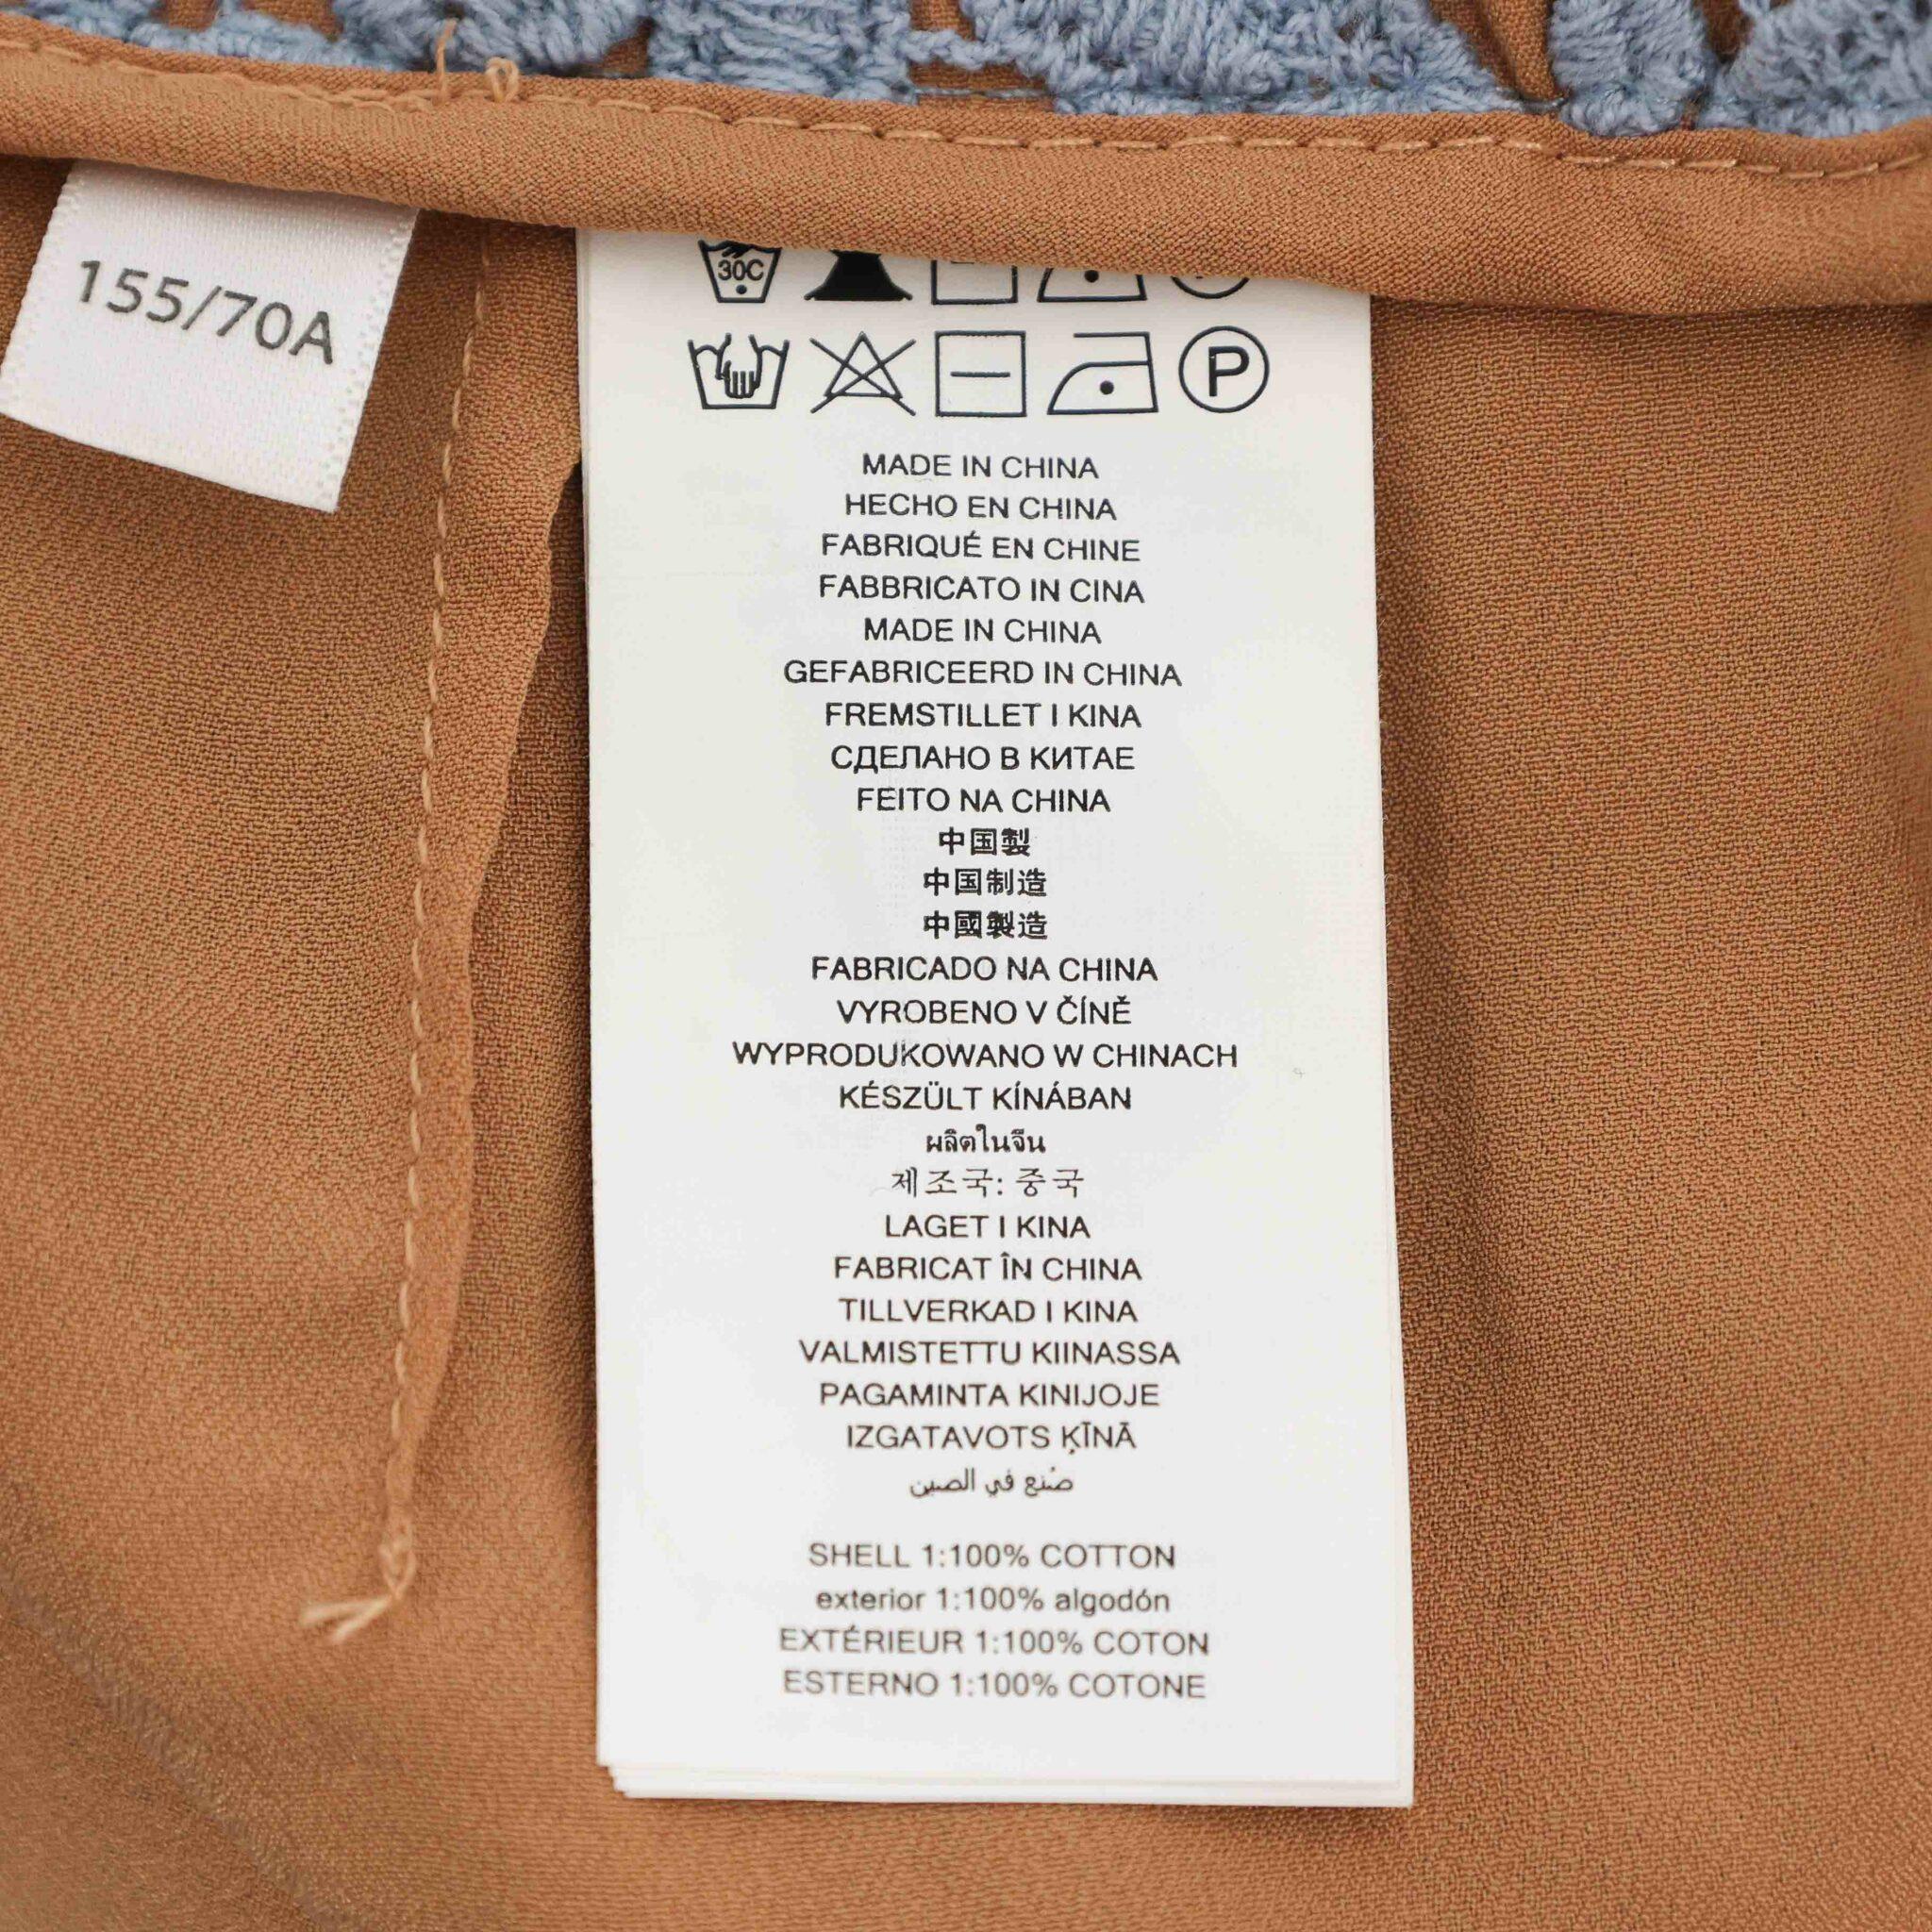 155/70A
30C
P
MADE IN CHINA
HECHO EN CHINA
FABRIQUÉ EN CHINE
FABBRICATO IN CINA
MADE IN CHINA
GEFABRICEERD IN CHINA
FREMSTILLET I KINA
СДЕЛАНО В КИТАЕ
FEITO NA CHINA
中国製
中国制造
中國製造
FABRICADO NA CHINA
VYROBENO V ČÍNĚ
WYPRODUKOWANO W CHINACH
KÉSZÜLT KÍNÁBAN
ผลิตในจีน
제조국: 중국
LAGET I KINA
FABRICAT ÎN CHINA
TILLVERKAD I KINA
VALMISTETTU KIINASSA
PAGAMINTA KINIJOJE
IZGATAVOTS ĶĪNĀ
صُنع في الصين
SHELL 1:100% COTTON
exterior 1:100% algodón
EXTÉRIEUR 1:100% COTON
ESTERNO 1:100% COTONE